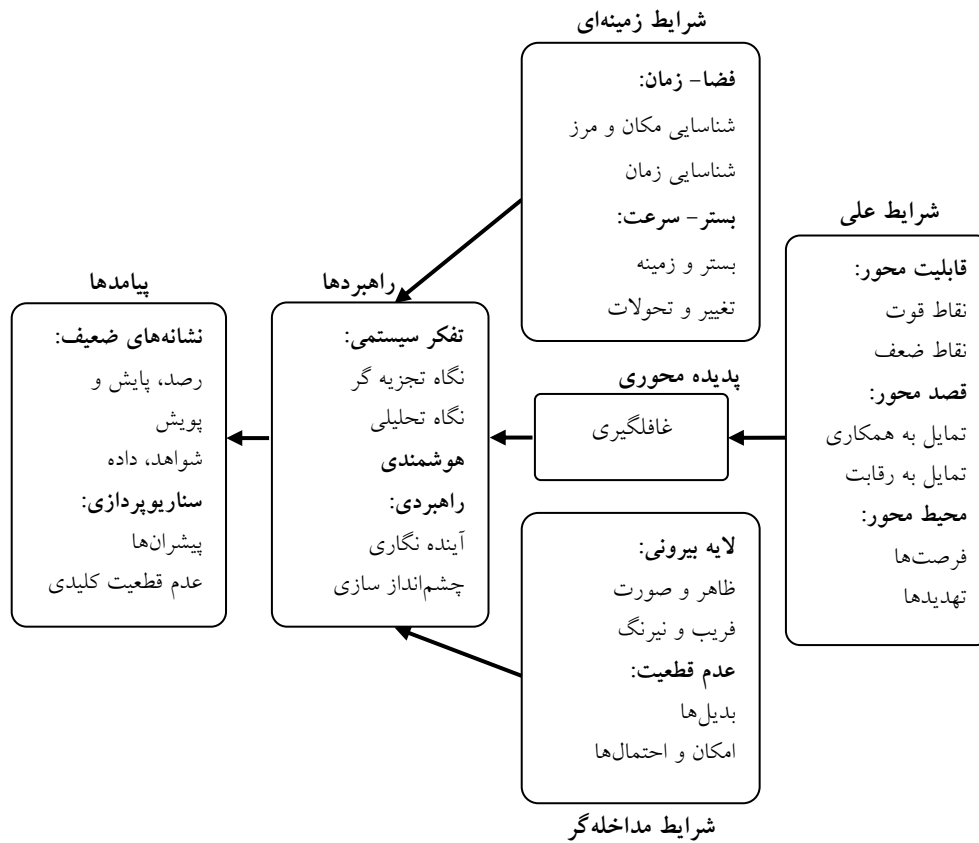 شرایط زمینه‌ای
فضا- زمان:
شناسایی مکان و مرز
شناسایی زمان
بستر- سرعت:
بستر و زمینه
تغییر و تحولات
شرایط علی
قابلیت محور:
نقاط قوت
نقاط ضعف
قصد محور:
تمایل به همکاری
تمایل به رقابت
محیط محور:
فرصت‌ها
تهدیدها
پدیده محوری
غافلگیری
راهبردها
تفکر سیستمی:
نگاه تجزیه گر
نگاه تحلیلی
هوشمندی
راهبردی:
آینده نگاری
چشم‌انداز سازی
پیامدها
نشانه‌های ضعیف:
رصد، پایش و
پویش
شواهد، داده
سناریوپردازی:
پیشران‌ها
عدم قطعیت کلیدی
لایه بیرونی:
ظاهر و صورت
فریب و نیرنگ
عدم قطعیت:
بدیل‌ها
امکان و احتمال‌ها
شرایط مداخله‌گر